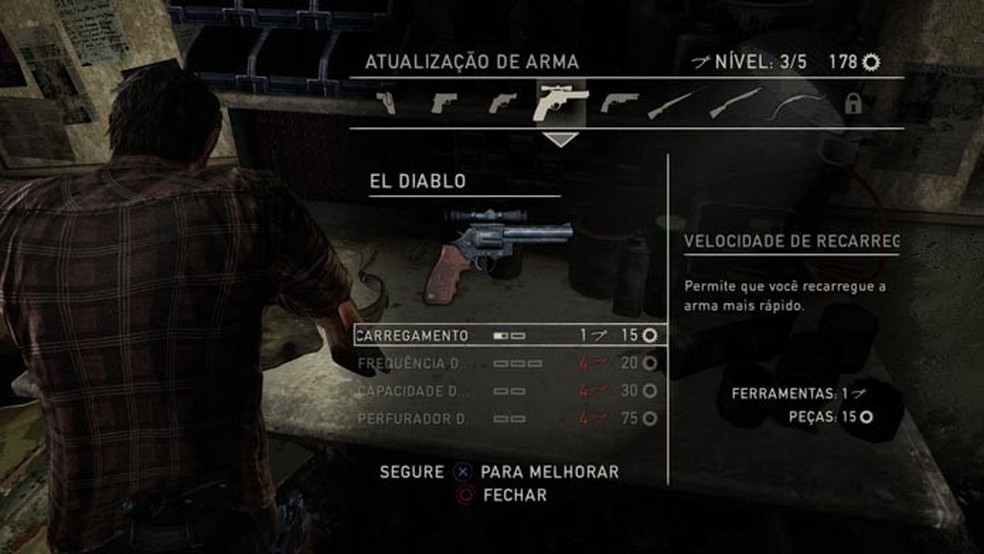 ATUALIZAÇÃO DE ARMA NÍVEL: 3/5 178
EL DIABLO
VELOCIDADE DE RECARREG
Permite que você recarregue a
arma mais rápido.
CARREGAMENTO 1 15
FREQUÊNCIA D... 4 20
CAPACIDADE D... 4 30
PERFURADOR D. 4 75
FERRAMENTAS: 1
PEÇAS: 15
SEGURE PARA MELHORAR
FECHAR